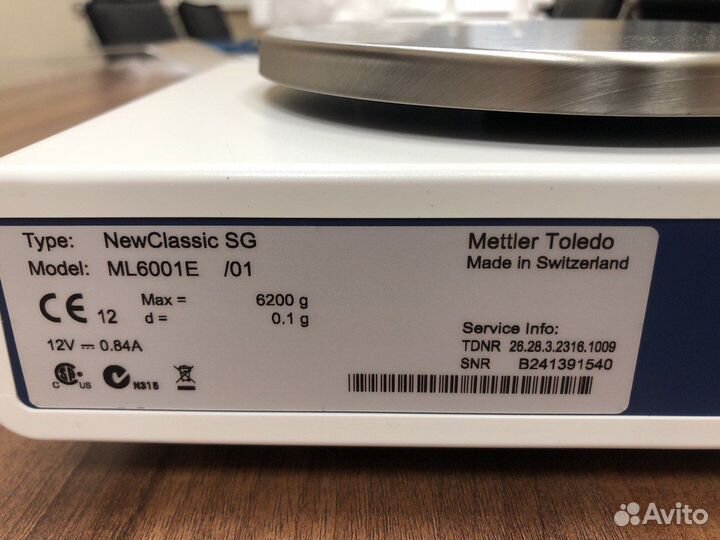 Type: NewClassic SG
Model: ML6001E /01
CE 12
Max = 6200 g
d = 0.1 g
12V ⎓ 0.84A
C US N315
Mettler Toledo
Made in Switzerland
Service Info:
TDNR 26.28.3.2316.1009
SNR B241391540
Avito